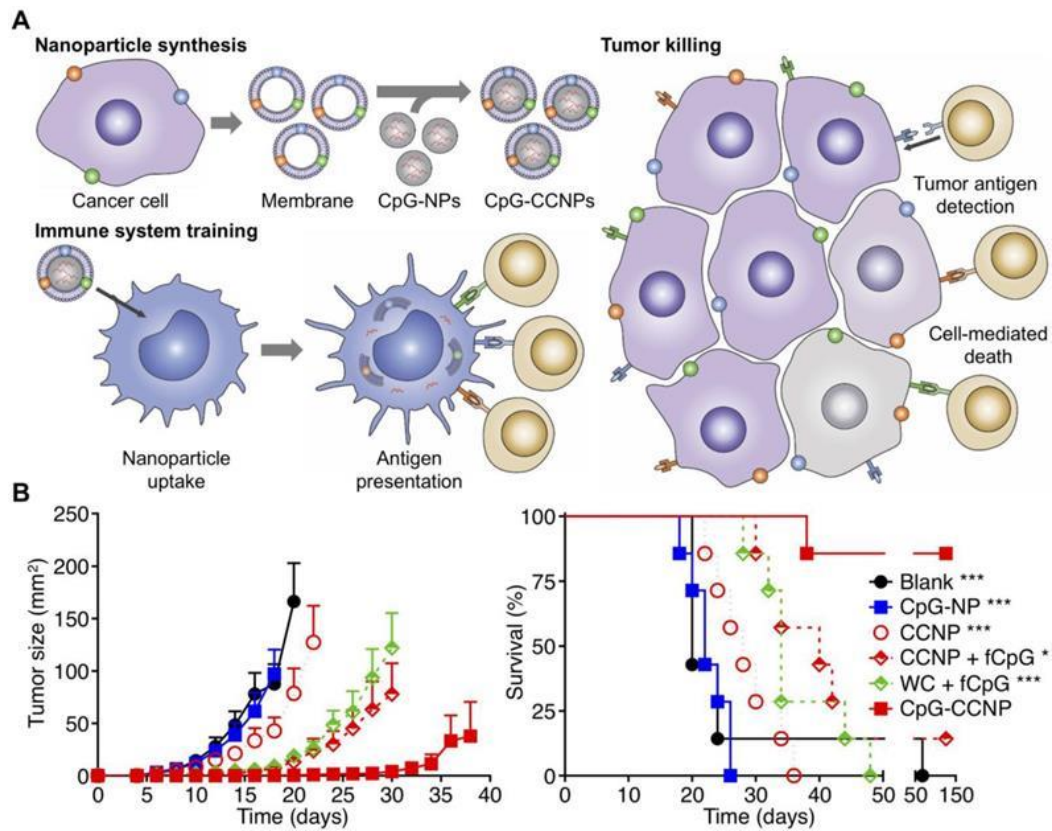 A
Nanoparticle synthesis
Cancer cell
Membrane
CpG-NPs
CpG-CCNPs
Immune system training
Nanoparticle
uptake
Antigen
presentation
Tumor killing
Tumor antigen
detection
Cell-mediated
death
B
250
200
150
100
50
0
Tumor size (mm²)
0 5 10 15 20 25 30 35 40
Time (days)
100
75
50
25
0
Survival (%)
0 10 20 30 40 50 50 150
Time (days)
Blank ***
CpG-NP ***
CCNP ***
CCNP + fCpG *
WC + fCpG ***
CpG-CCNP